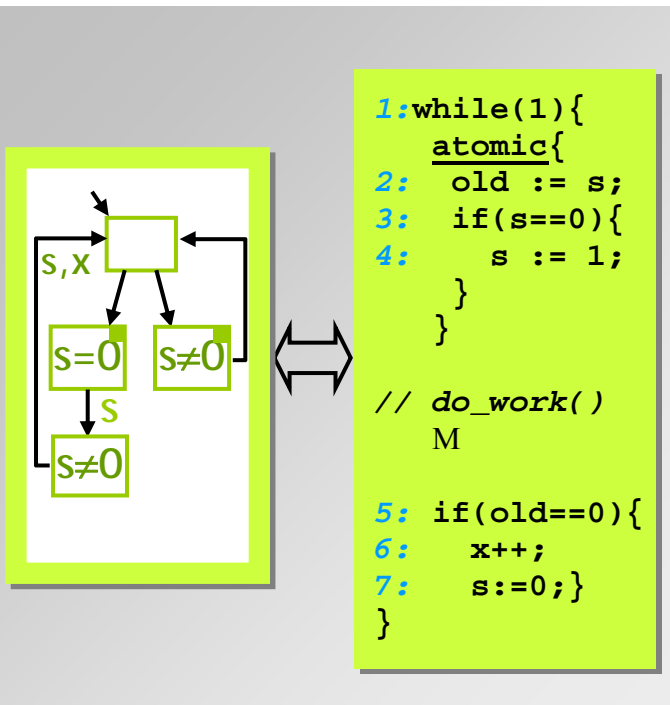 s,x
s=0
s≠0
s
s≠0
1:while(1){
atomic{
2: old := s;
3: if(s==0){
4: s := 1;
}
}
// do_work()
M
5: if(old==0){
6: x++;
7: s:=0;}
}